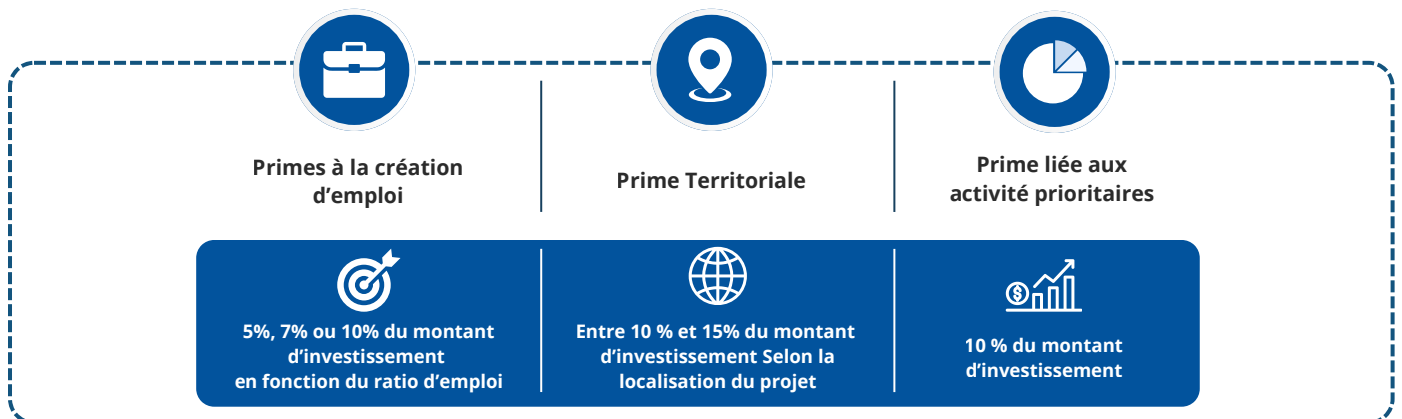 Primes à la création
d’emploi
Prime Territoriale
Prime liée aux
activité prioritaires
5%, 7% ou 10% du montant
d’investissement
en fonction du ratio d’emploi
Entre 10 % et 15% du montant
d’investissement Selon la
localisation du projet
$
10 % du montant
d’investissement